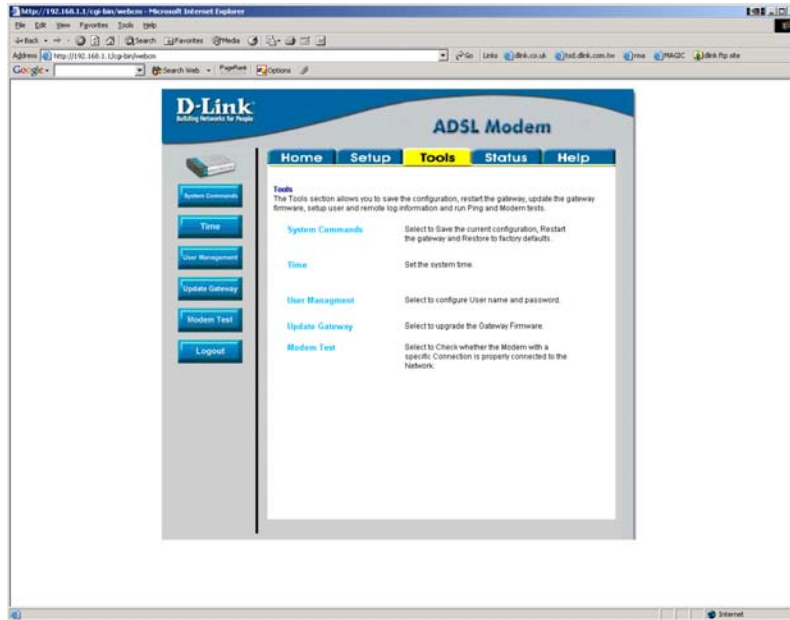 http://192.168.1.1/cgi-bin/webcm - Microsoft Internet Explorer
File Edit View Favorites Tools Help
Back Search Favorites Media
Address http://192.168.1.1/cgi-bin/webcm Go Links dlink.co.uk tsd.dlink.com.tw rma MAGIC dlink ftp site
Google Search Web PageRank Options
D-Link
Building Networks for People
ADSL Modem
Home Setup Tools Status Help
System Commands
Time
User Management
Update Gateway
Modem Test
Logout
Tools
The Tools section allows you to save the configuration, restart the gateway, update the gateway
firmware, setup user and remote log information and run Ping and Modem tests.
System Commands Select to Save the current configuration, Restart
the gateway and Restore to factory defaults.
Time Set the system time.
User Managment Select to configure User name and password.
Update Gateway Select to upgrade the Gateway Firmware.
Modem Test Select to Check whether the Modem with a
specific Connection is properly connected to the
Network.
Internet